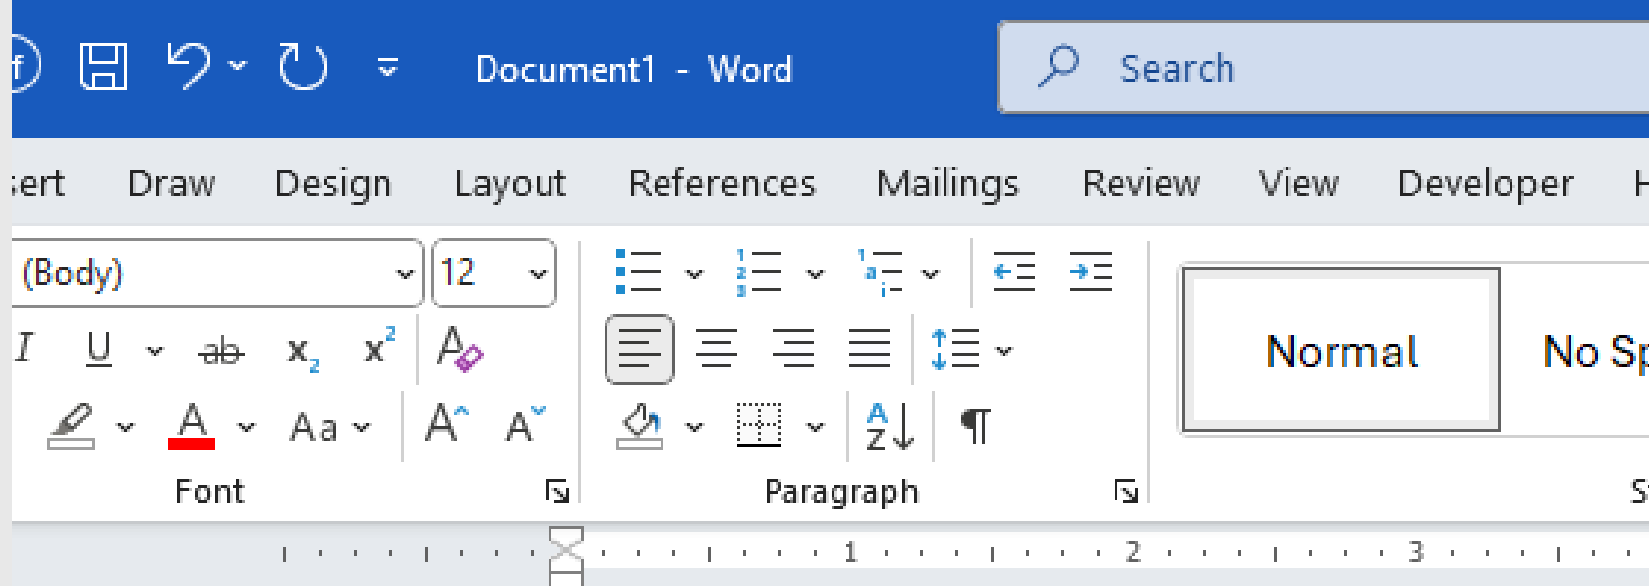 Document1 - Word
Search
Draw Design Layout References Mailings Review View Developer
(Body) 12
Normal No
Font Paragraph
1 2 3